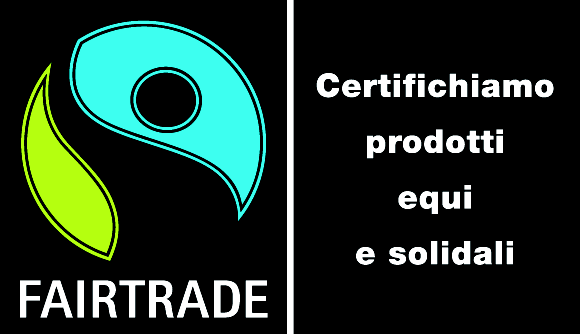 FAIRTRADE
Certifichiamo
prodotti
equi
e solidali